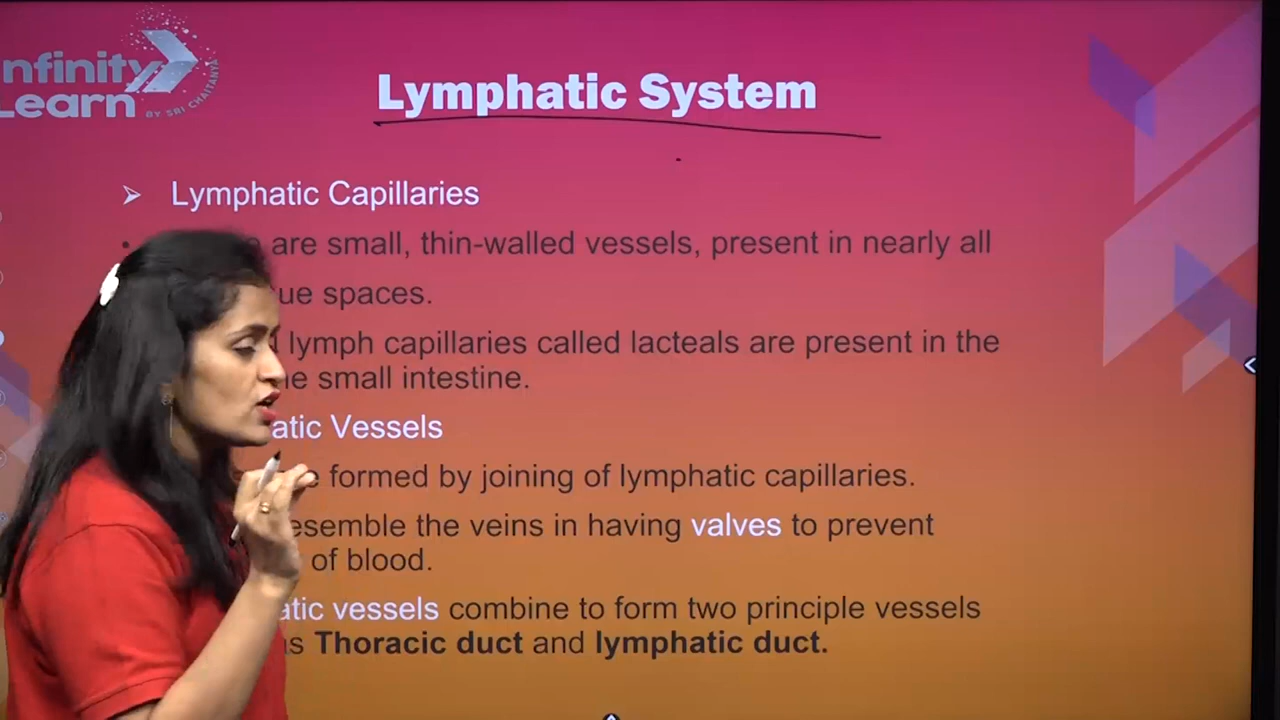 nfinity
Learn
BY SRI CHAITANYA
Lymphatic System
➢ Lymphatic Capillaries
• are small, thin-walled vessels, present in nearly all
ue spaces.
lymph capillaries called lacteals are present in the
e small intestine.
atic Vessels
formed by joining of lymphatic capillaries.
esemble the veins in having valves to prevent
of blood.
atic vessels combine to form two principle vessels
s Thoracic duct and lymphatic duct.